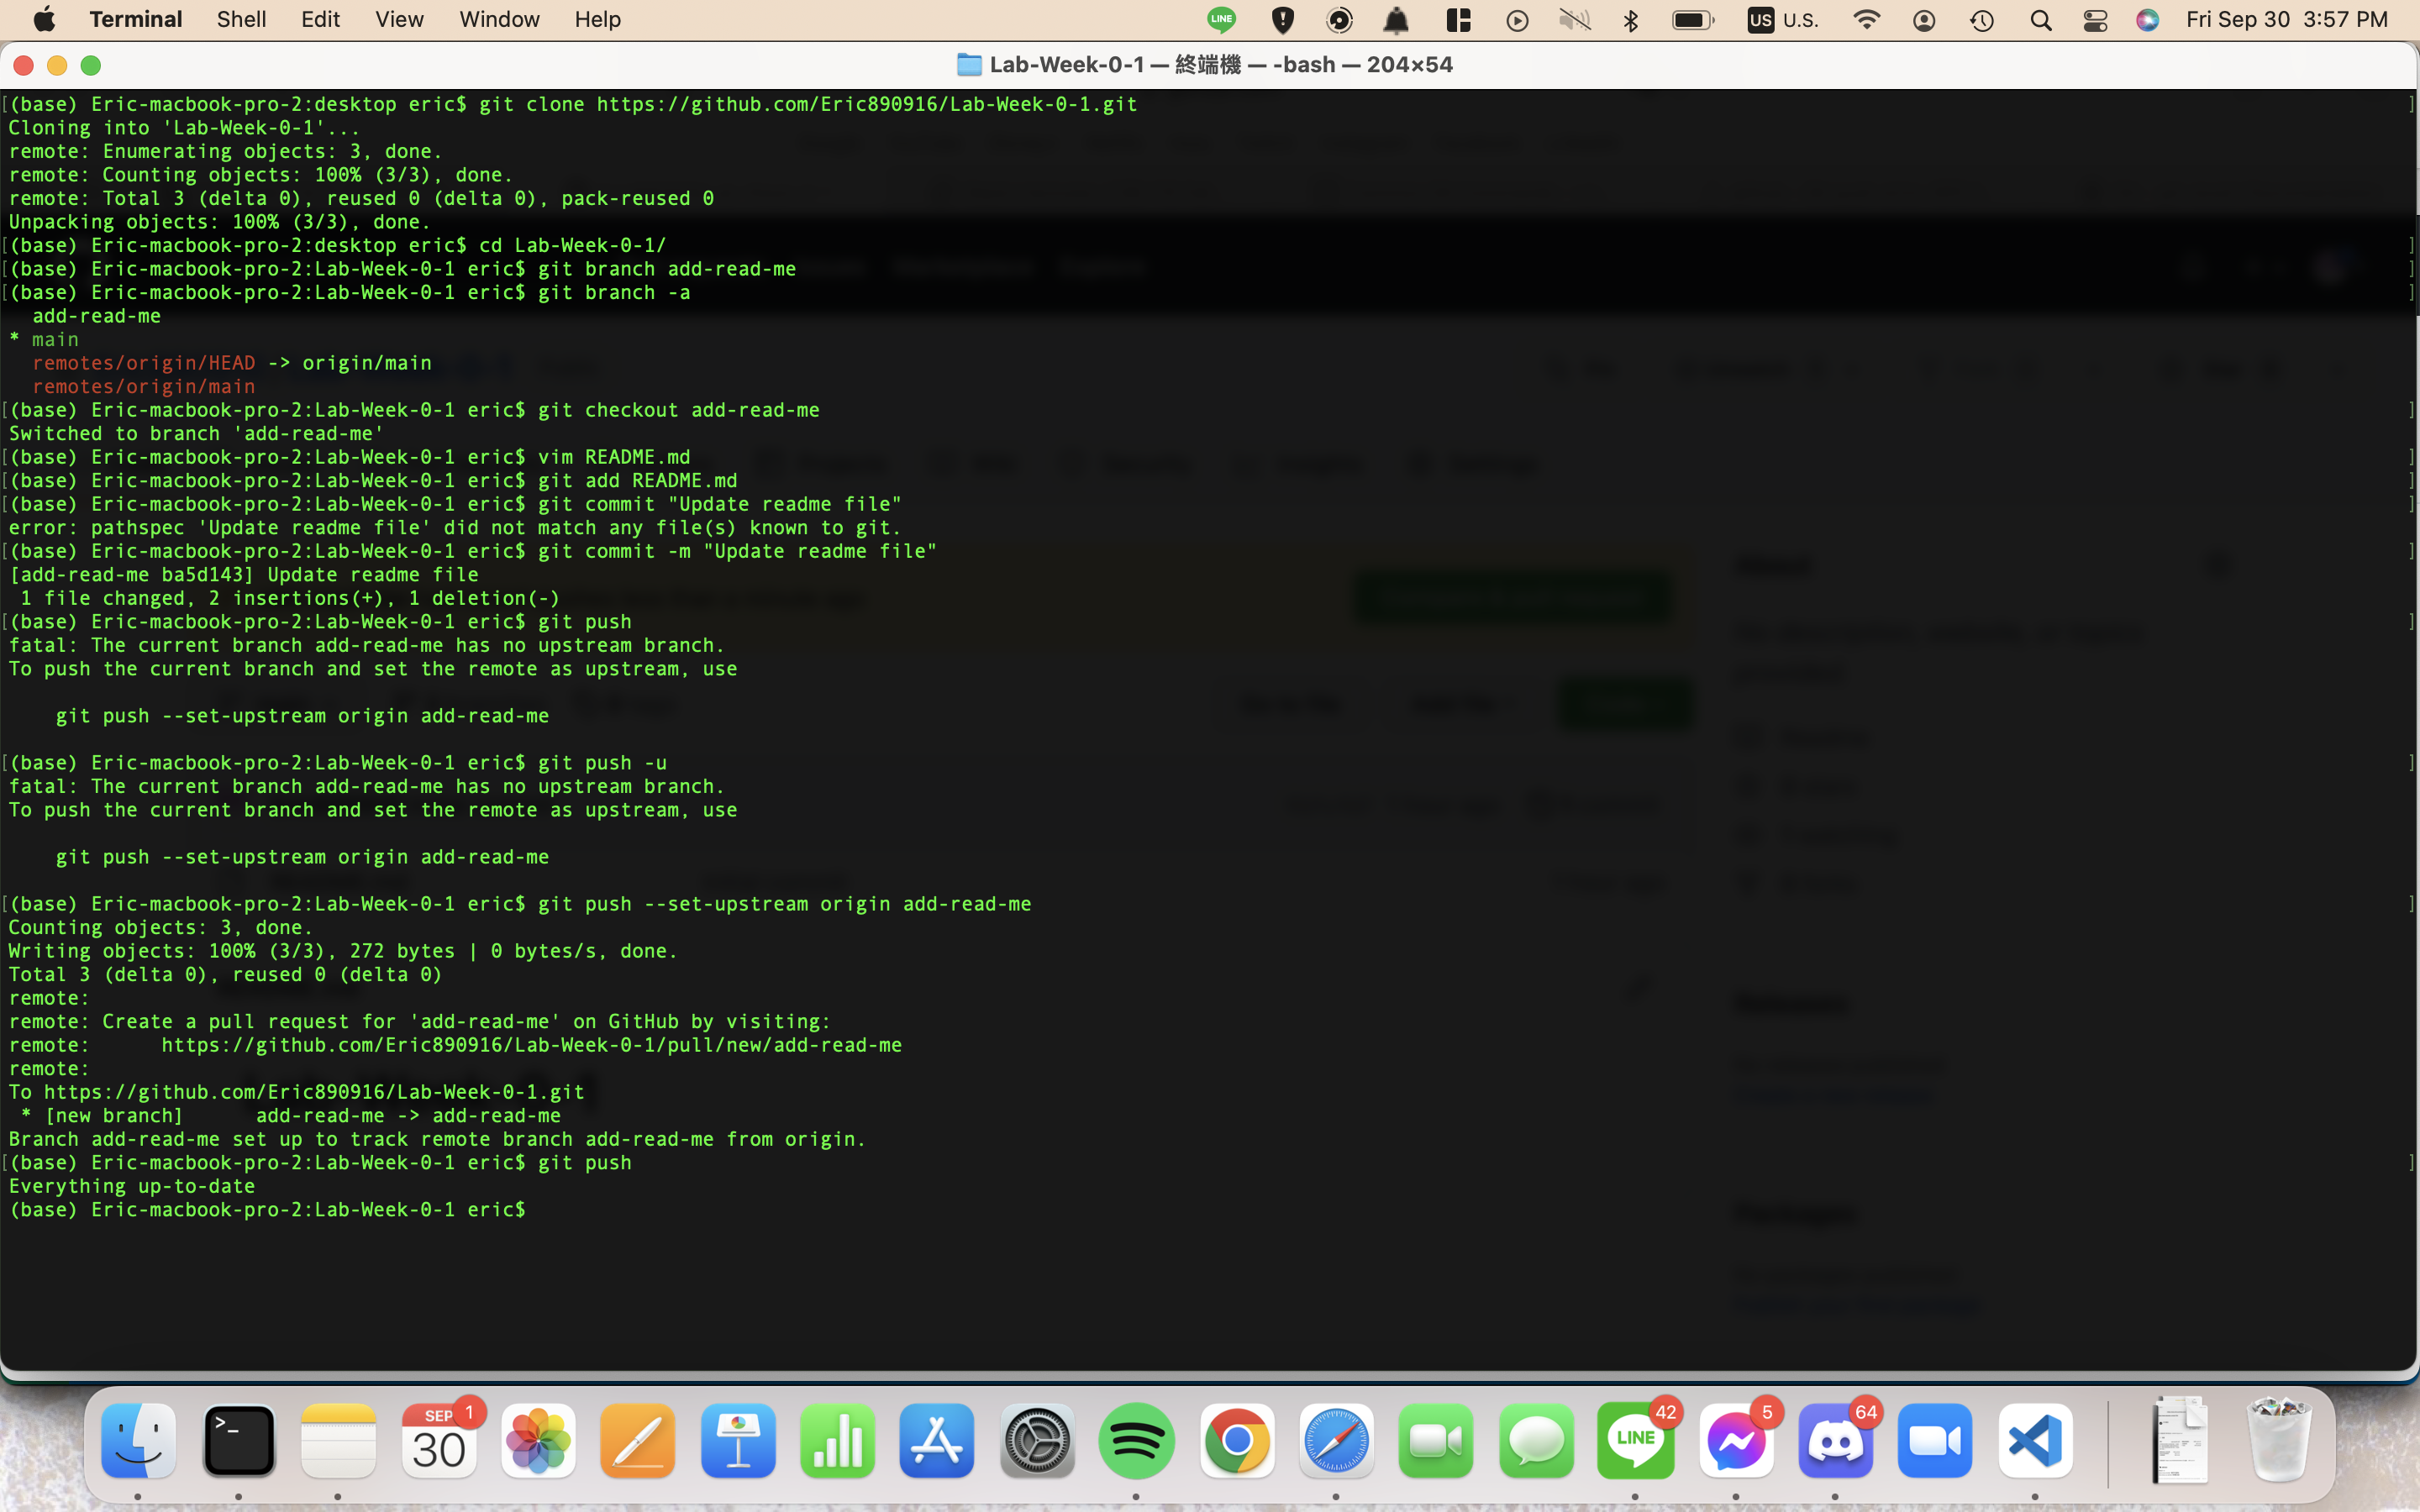 Terminal Shell Edit View Window Help LINE US U.S. Fri Sep 30 3:57 PM
Lab-Week-0-1 — 終端機 — -bash — 204×54
[(base) Eric-macbook-pro-2:desktop eric$ git clone https://github.com/Eric890916/Lab-Week-0-1.git ]
Cloning into 'Lab-Week-0-1'...
remote: Enumerating objects: 3, done.
remote: Counting objects: 100% (3/3), done.
remote: Total 3 (delta 0), reused 0 (delta 0), pack-reused 0
Unpacking objects: 100% (3/3), done.
[(base) Eric-macbook-pro-2:desktop eric$ cd Lab-Week-0-1/ ]
[(base) Eric-macbook-pro-2:Lab-Week-0-1 eric$ git branch add-read-me ]
[(base) Eric-macbook-pro-2:Lab-Week-0-1 eric$ git branch -a ]
add-read-me
* main
remotes/origin/HEAD -> origin/main
remotes/origin/main
[(base) Eric-macbook-pro-2:Lab-Week-0-1 eric$ git checkout add-read-me ]
Switched to branch 'add-read-me'
[(base) Eric-macbook-pro-2:Lab-Week-0-1 eric$ vim README.md ]
[(base) Eric-macbook-pro-2:Lab-Week-0-1 eric$ git add README.md ]
[(base) Eric-macbook-pro-2:Lab-Week-0-1 eric$ git commit "Update readme file" ]
error: pathspec 'Update readme file' did not match any file(s) known to git.
[(base) Eric-macbook-pro-2:Lab-Week-0-1 eric$ git commit -m "Update readme file" ]
[add-read-me ba5d143] Update readme file
1 file changed, 2 insertions(+), 1 deletion(-)
[(base) Eric-macbook-pro-2:Lab-Week-0-1 eric$ git push ]
fatal: The current branch add-read-me has no upstream branch.
To push the current branch and set the remote as upstream, use
git push --set-upstream origin add-read-me
[(base) Eric-macbook-pro-2:Lab-Week-0-1 eric$ git push -u ]
fatal: The current branch add-read-me has no upstream branch.
To push the current branch and set the remote as upstream, use
git push --set-upstream origin add-read-me
[(base) Eric-macbook-pro-2:Lab-Week-0-1 eric$ git push --set-upstream origin add-read-me ]
Counting objects: 3, done.
Writing objects: 100% (3/3), 272 bytes | 0 bytes/s, done.
Total 3 (delta 0), reused 0 (delta 0)
remote:
remote: Create a pull request for 'add-read-me' on GitHub by visiting:
remote: https://github.com/Eric890916/Lab-Week-0-1/pull/new/add-read-me
remote:
To https://github.com/Eric890916/Lab-Week-0-1.git
* [new branch] add-read-me -> add-read-me
Branch add-read-me set up to track remote branch add-read-me from origin.
[(base) Eric-macbook-pro-2:Lab-Week-0-1 eric$ git push ]
Everything up-to-date
(base) Eric-macbook-pro-2:Lab-Week-0-1 eric$
>_ SEP 30 1 LINE 42 5 64